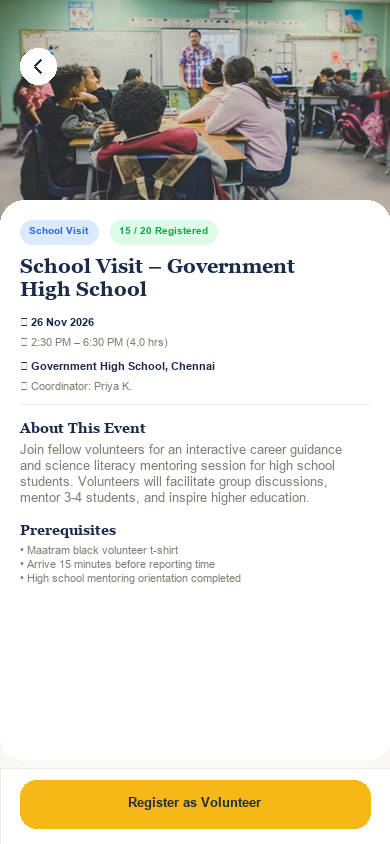 School Visit
15 / 20 Registered
School Visit – Government
High School
26 Nov 2026
2:30 PM – 6:30 PM (4.0 hrs)
Government High School, Chennai
Coordinator: Priya K.
About This Event
Join fellow volunteers for an interactive career guidance
and science literacy mentoring session for high school
students. Volunteers will facilitate group discussions,
mentor 3-4 students, and inspire higher education.
Prerequisites
• Maatram black volunteer t-shirt
• Arrive 15 minutes before reporting time
• High school mentoring orientation completed
Register as Volunteer